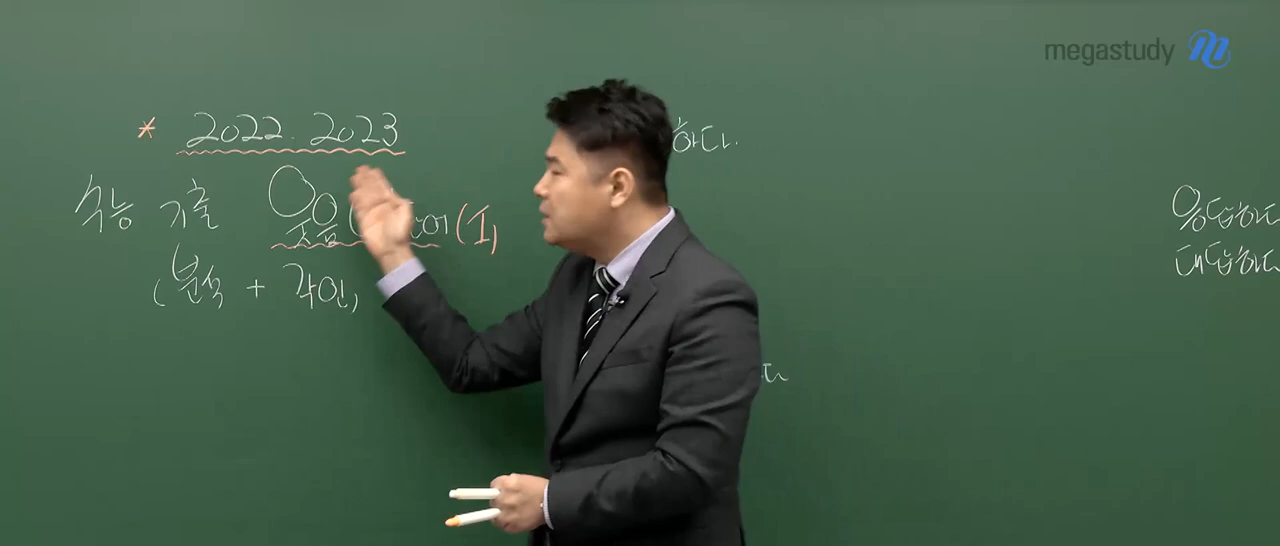 megastudy
* 2022. 2023
수능 기출
어(I)
(분석 + 각인)
하다.
응답하다
대답하다